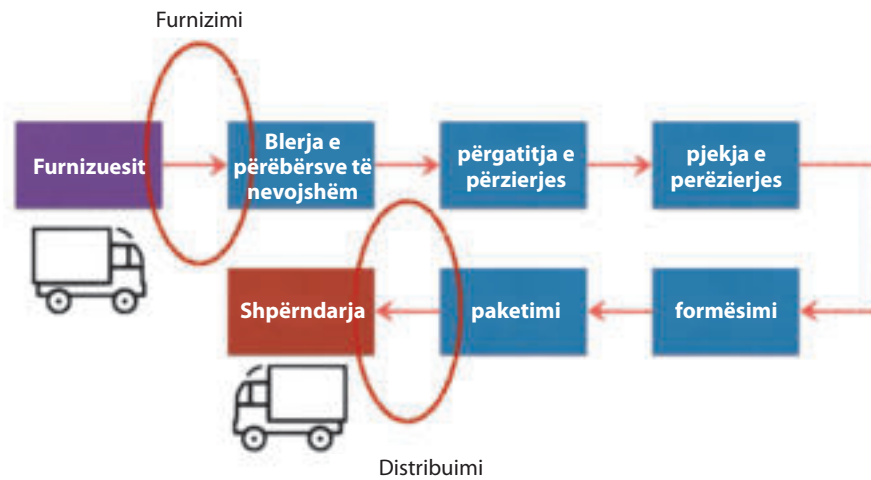 Furnizimi
Furnizuesit
Blerja e
përëbërsve të
nevojshëm
përgatitja e
përzierjes
pjekja e
perëzierjes
Shpërndarja
paketimi
formësimi
Distribuimi